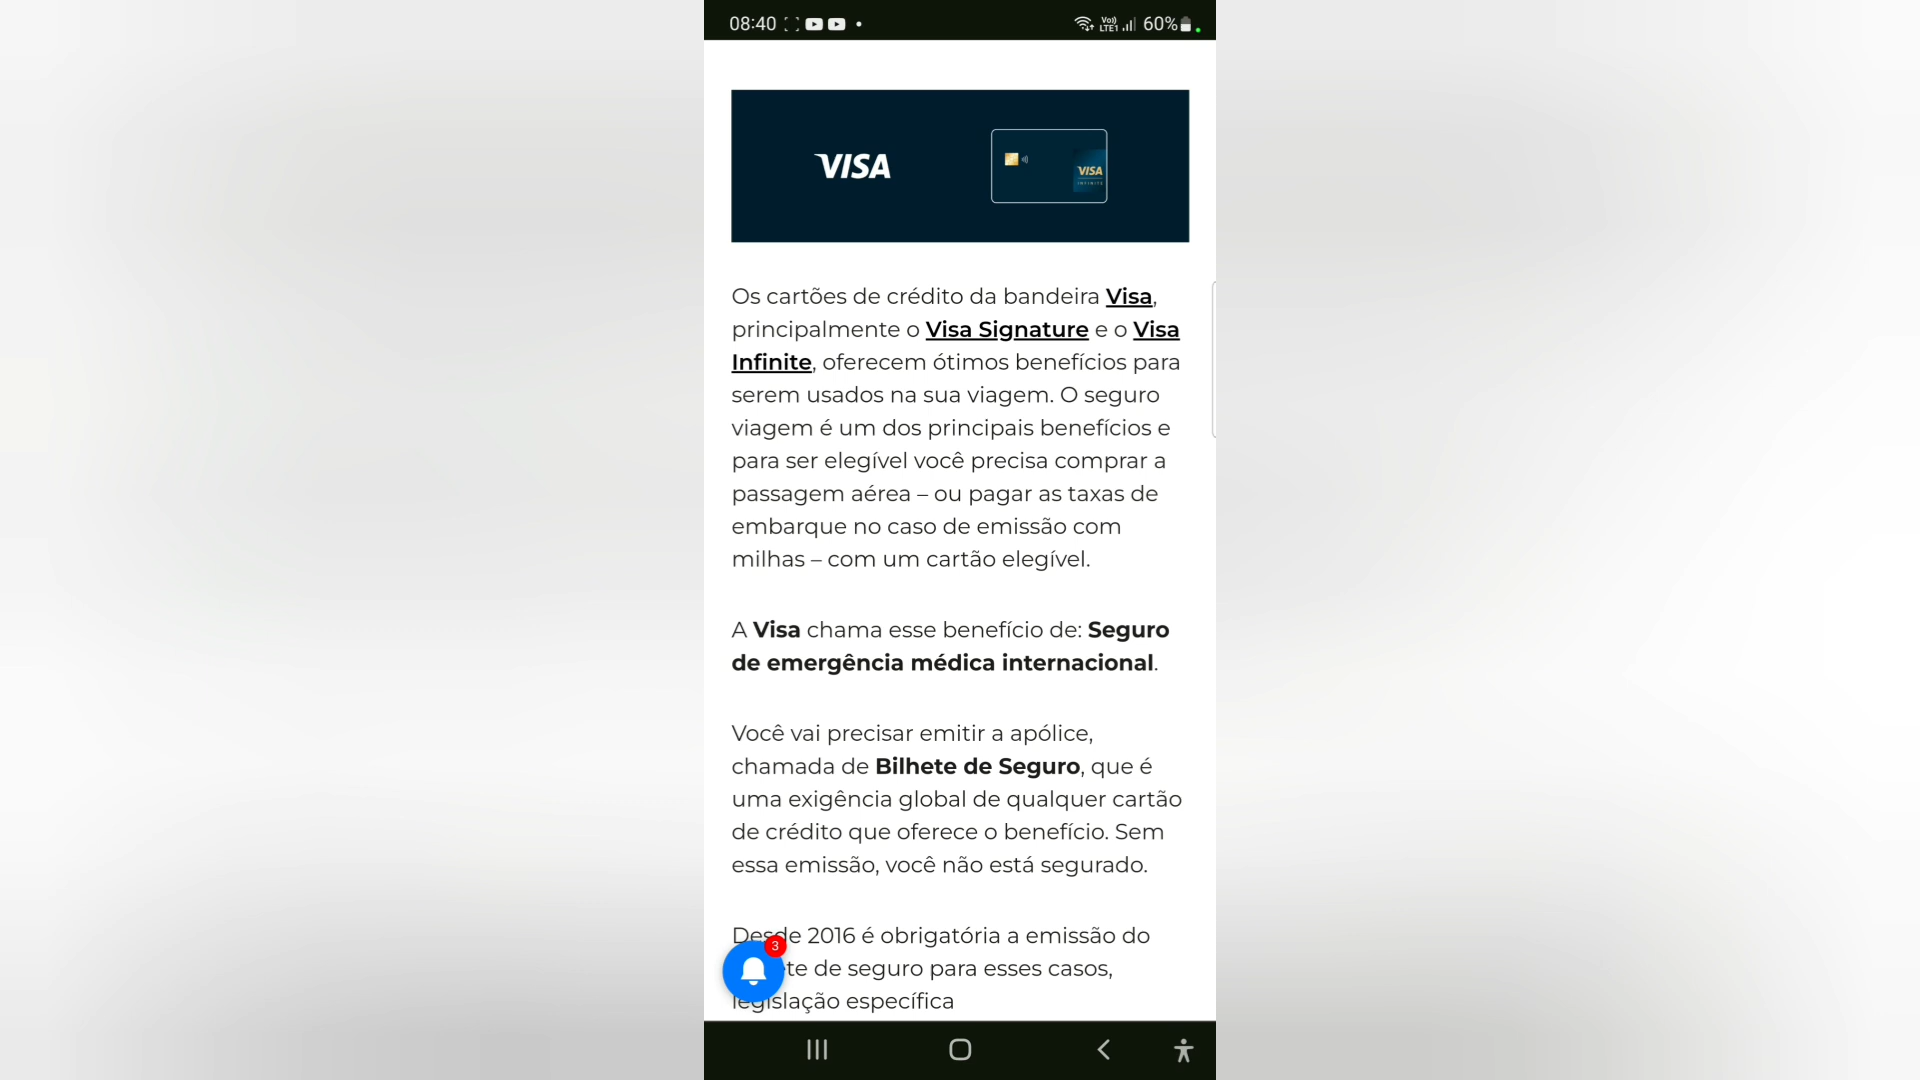 08:40
Vo))
LTE1
60%
VISA
VISA
INFINITE
Os cartões de crédito da bandeira Visa,
principalmente o Visa Signature e o Visa
Infinite, oferecem ótimos benefícios para
serem usados na sua viagem. O seguro
viagem é um dos principais benefícios e
para ser elegível você precisa comprar a
passagem aérea – ou pagar as taxas de
embarque no caso de emissão com
milhas – com um cartão elegível.
A Visa chama esse benefício de: Seguro
de emergência médica internacional.
Você vai precisar emitir a apólice,
chamada de Bilhete de Seguro, que é
uma exigência global de qualquer cartão
de crédito que oferece o benefício. Sem
essa emissão, você não está segurado.
Desde 2016 é obrigatória a emissão do
te de seguro para esses casos,
legislação específica
3